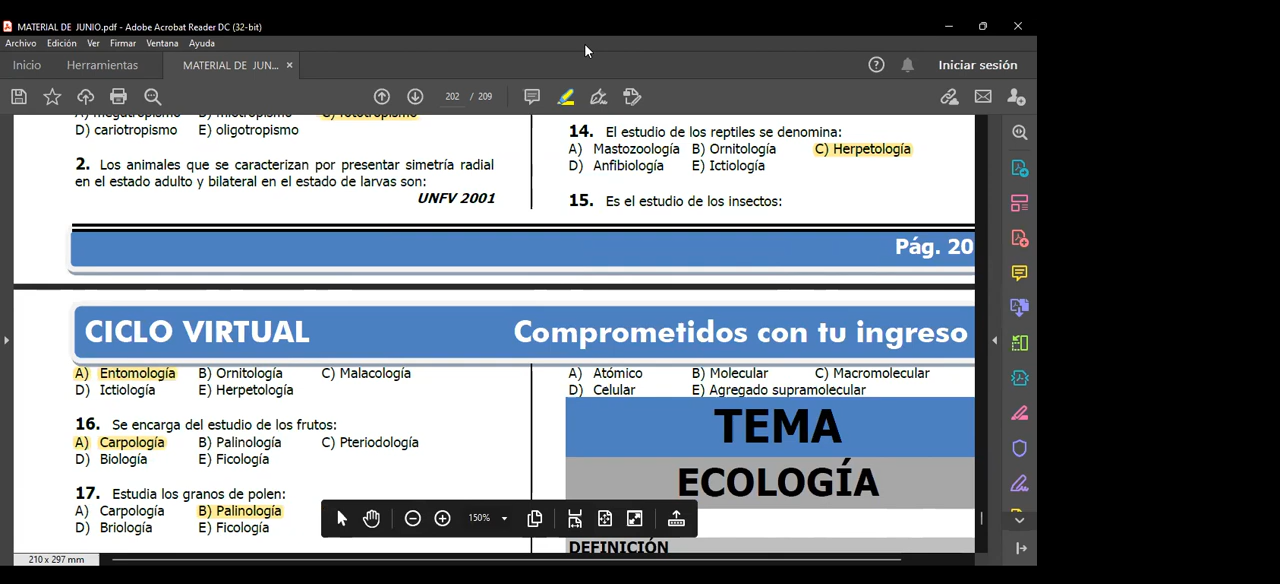 MATERIAL DE JUNIO.pdf - Adobe Acrobat Reader DC (32-bit)
Archivo Edición Ver Firmar Ventana Ayuda
Inicio Herramientas MATERIAL DE JUN... × Iniciar sesión
202 / 209
D) cariotropismo E) oligotropismo
2. Los animales que se caracterizan por presentar simetría radial
en el estado adulto y bilateral en el estado de larvas son:
UNFV 2001
14. El estudio de los reptiles se denomina:
A) Mastozoología B) Ornitología C) Herpetología
D) Anfibiología E) Ictiología
15. Es el estudio de los insectos:
Pág. 20
CICLO VIRTUAL Comprometidos con tu ingreso
A) Entomología B) Ornitología C) Malacología
D) Ictiología E) Herpetología
16. Se encarga del estudio de los frutos:
A) Carpología B) Palinología C) Pteriodología
D) Biología E) Ficología
17. Estudia los granos de polen:
A) Carpología B) Palinología
D) Briología E) Ficología
A) Atómico B) Molecular C) Macromolecular
D) Celular E) Agregado supramolecular
TEMA
ECOLOGÍA
DEFINICIÓN
150%
210 x 297 mm